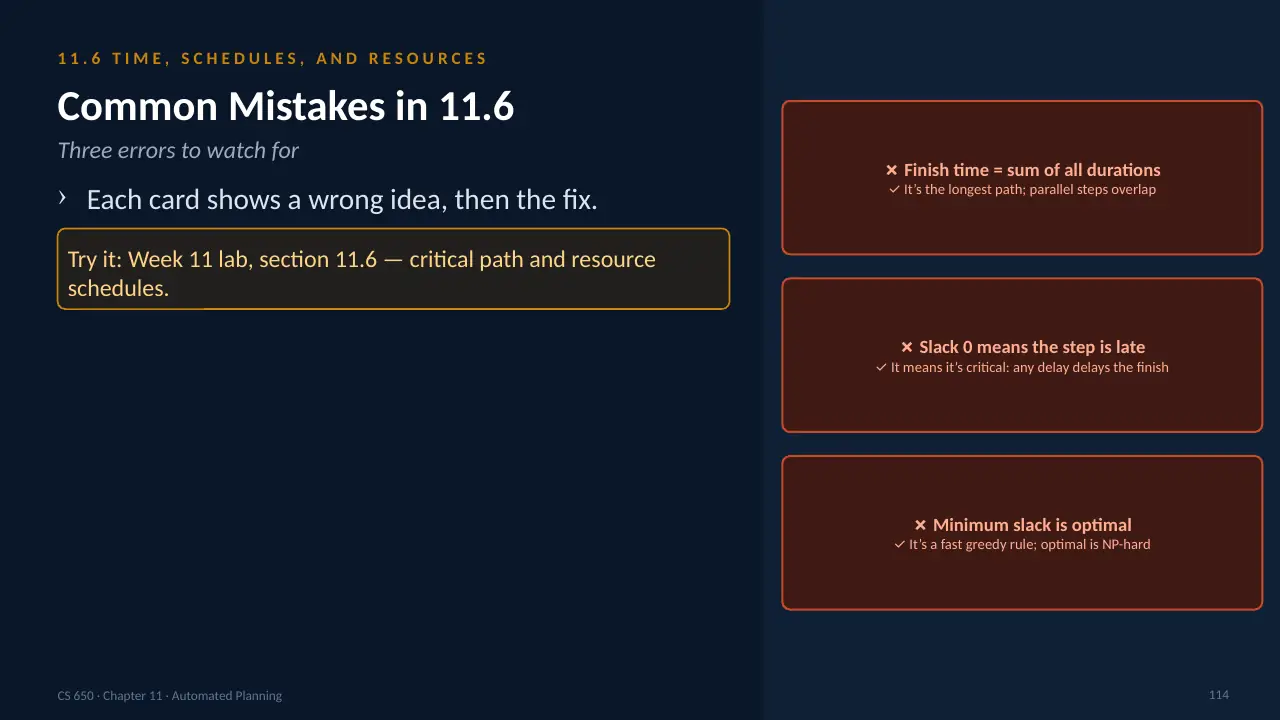 11.6 TIME, SCHEDULES, AND RESOURCES
Common Mistakes in 11.6
Three errors to watch for
› Each card shows a wrong idea, then the fix.
Try it: Week 11 lab, section 11.6 — critical path and resource
schedules.
✕ Finish time = sum of all durations
✓ It’s the longest path; parallel steps overlap
✕ Slack 0 means the step is late
✓ It means it’s critical: any delay delays the finish
✕ Minimum slack is optimal
✓ It’s a fast greedy rule; optimal is NP-hard
CS 650 · Chapter 11 · Automated Planning
114